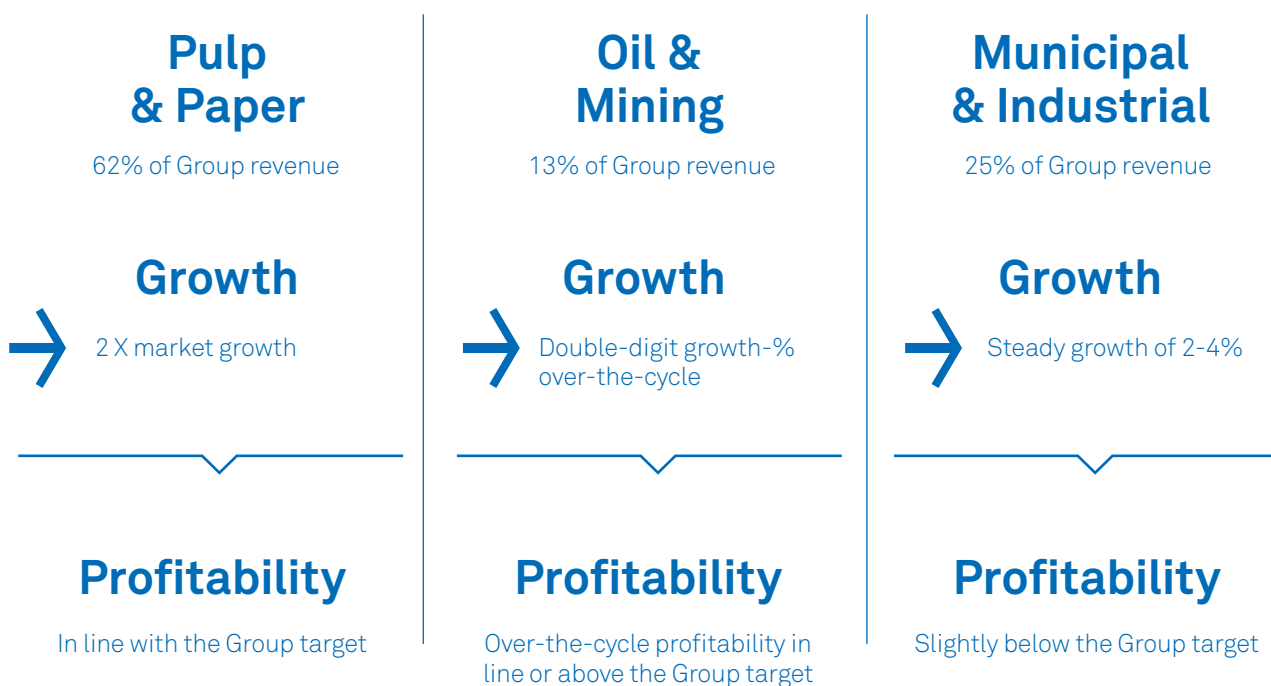 Pulp
& Paper
62% of Group revenue
Growth
2 X market growth
Profitability
In line with the Group target
Oil &
Mining
13% of Group revenue
Growth
Double-digit growth-%
over-the-cycle
Profitability
Over-the-cycle profitability in
line or above the Group target
Municipal
& Industrial
25% of Group revenue
Growth
Steady growth of 2-4%
Profitability
Slightly below the Group target